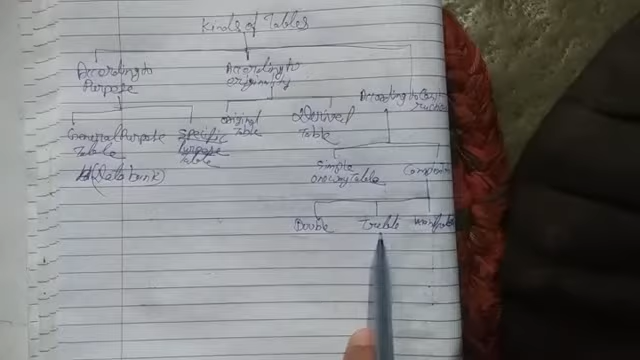 Kinds of Tables
According to
Purpose
According to
originality
According to Construction
General Purpose
Table
(Data bank)
Specific
Purpose
Table
original
Table
Derived
Table
Simple
one way Table
Complex
Double
Treble